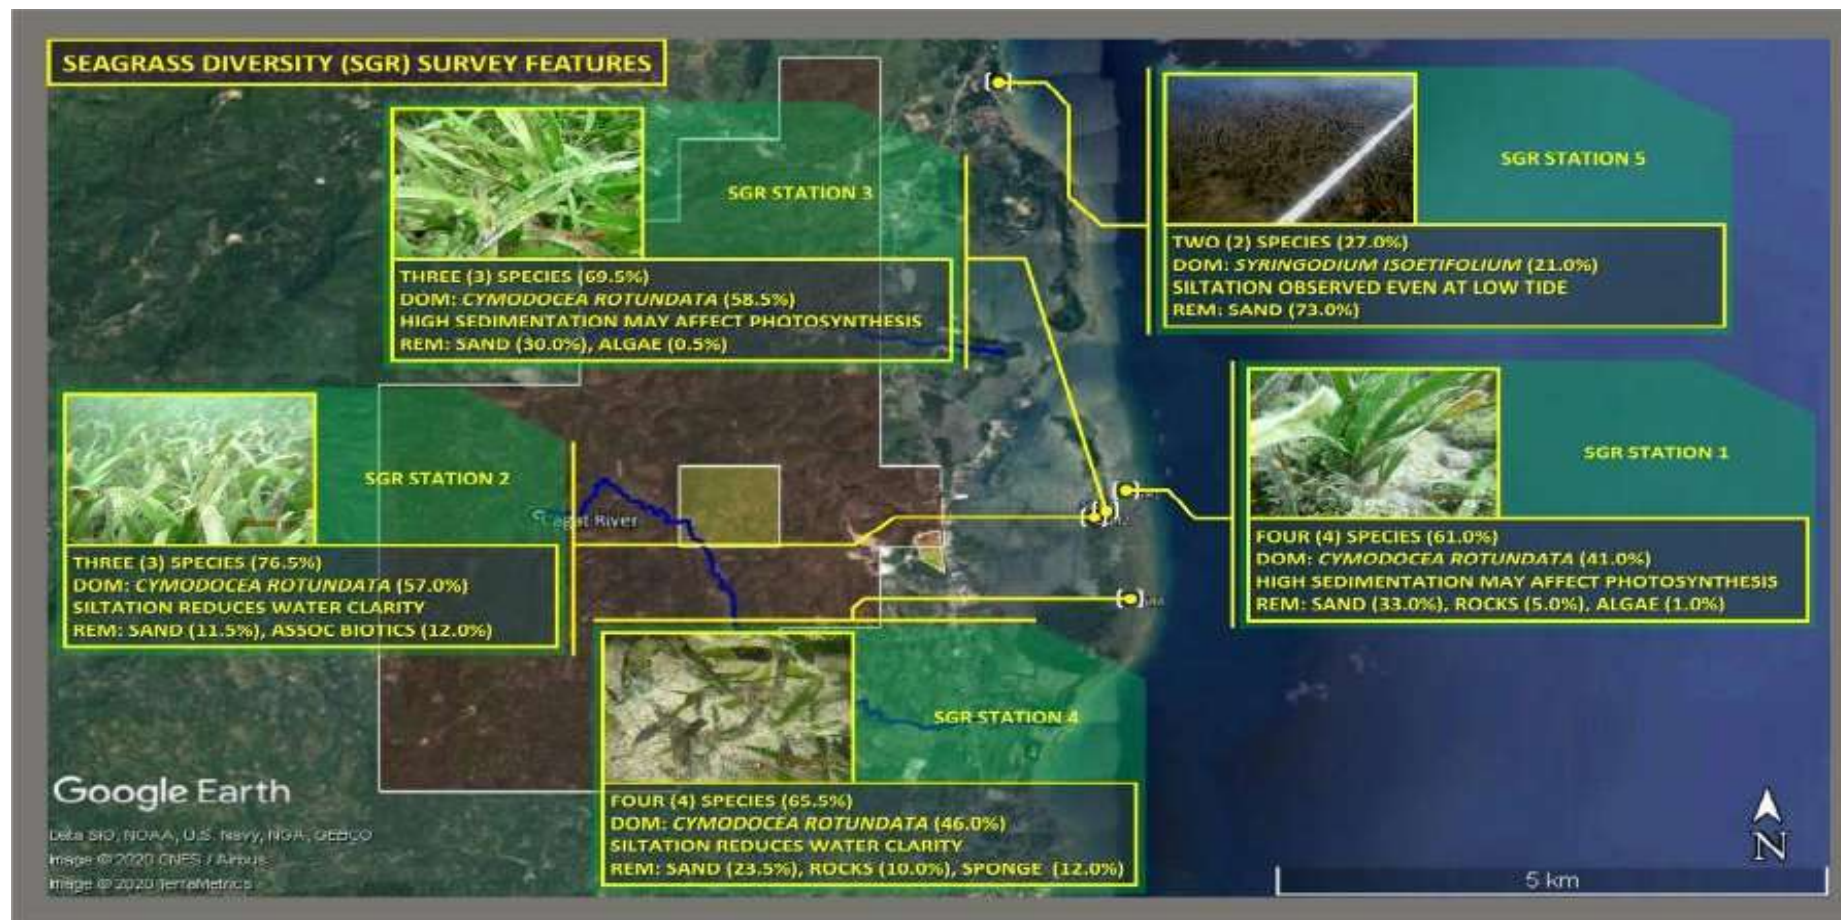 SEAGRASS DIVERSITY (SGR) SURVEY FEATURES
SGR STATION 5
TWO (2) SPECIES (27.0%)
DOM: SYRINGODIUM ISOETIFOLIUM (21.0%)
SILTATION OBSERVED EVEN AT LOW TIDE
REM: SAND (73.0%)
SGR STATION 3
THREE (3) SPECIES (69.5%)
DOM: CYMODOCEA ROTUNDATA (58.5%)
HIGH SEDIMENTATION MAY AFFECT PHOTOSYNTHESIS
REM: SAND (30.0%), ALGAE (0.5%)
SGR STATION 2
THREE (3) SPECIES (76.5%)
DOM: CYMODOCEA ROTUNDATA (57.0%)
SILTATION REDUCES WATER CLARITY
REM: SAND (11.5%), ASSOC BIOTICS (12.0%)
River
SGR STATION 1
FOUR (4) SPECIES (61.0%)
DOM: CYMODOCEA ROTUNDATA (41.0%)
HIGH SEDIMENTATION MAY AFFECT PHOTOSYNTHESIS
REM: SAND (33.0%), ROCKS (5.0%), ALGAE (1.0%)
SGR STATION 4
FOUR (4) SPECIES (65.5%)
DOM: CYMODOCEA ROTUNDATA (46.0%)
SILTATION REDUCES WATER CLARITY
REM: SAND (23.5%), ROCKS (10.0%), SPONGE (12.0%)
Google Earth
Data SIO, NOAA, U.S. Navy, NGA, GEBCO
Image © 2020 CNES / Airbus
Image © 2020 TerraMetrics
N
5 km